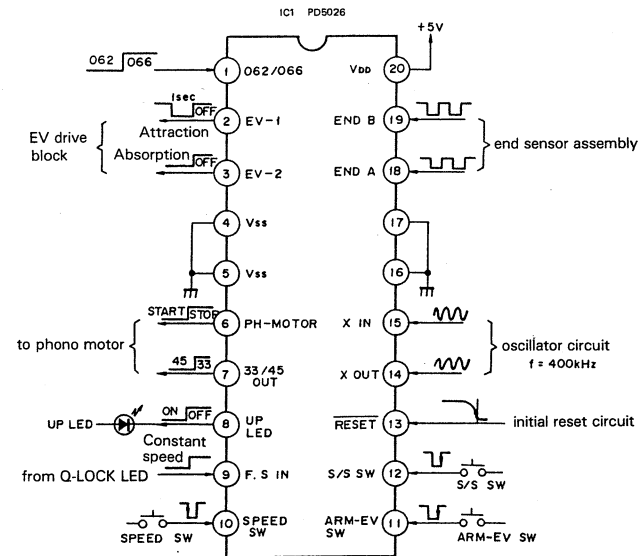 IC1 PD5026
+5V
062 066
1 062/066
VDD 20
1sec OFF
2 EV-1
Attraction
EV drive
block
Absorption OFF
3 EV-2
END B 19
END A 18
end sensor assembly
4 Vss
17
5 Vss
16
START STOP
6 PH-MOTOR
X IN 15
to phono motor
45 33
7 33/45
OUT
X OUT 14
oscillator circuit
f = 400kHz
UP LED
ON OFF
8 UP
LED
RESET 13
initial reset circuit
Constant
speed
from Q-LOCK LED
9 F.S IN
S/S SW 12
S/S SW
SPEED SW
10 SPEED
SW
ARM-EV 11
SW
ARM-EV SW